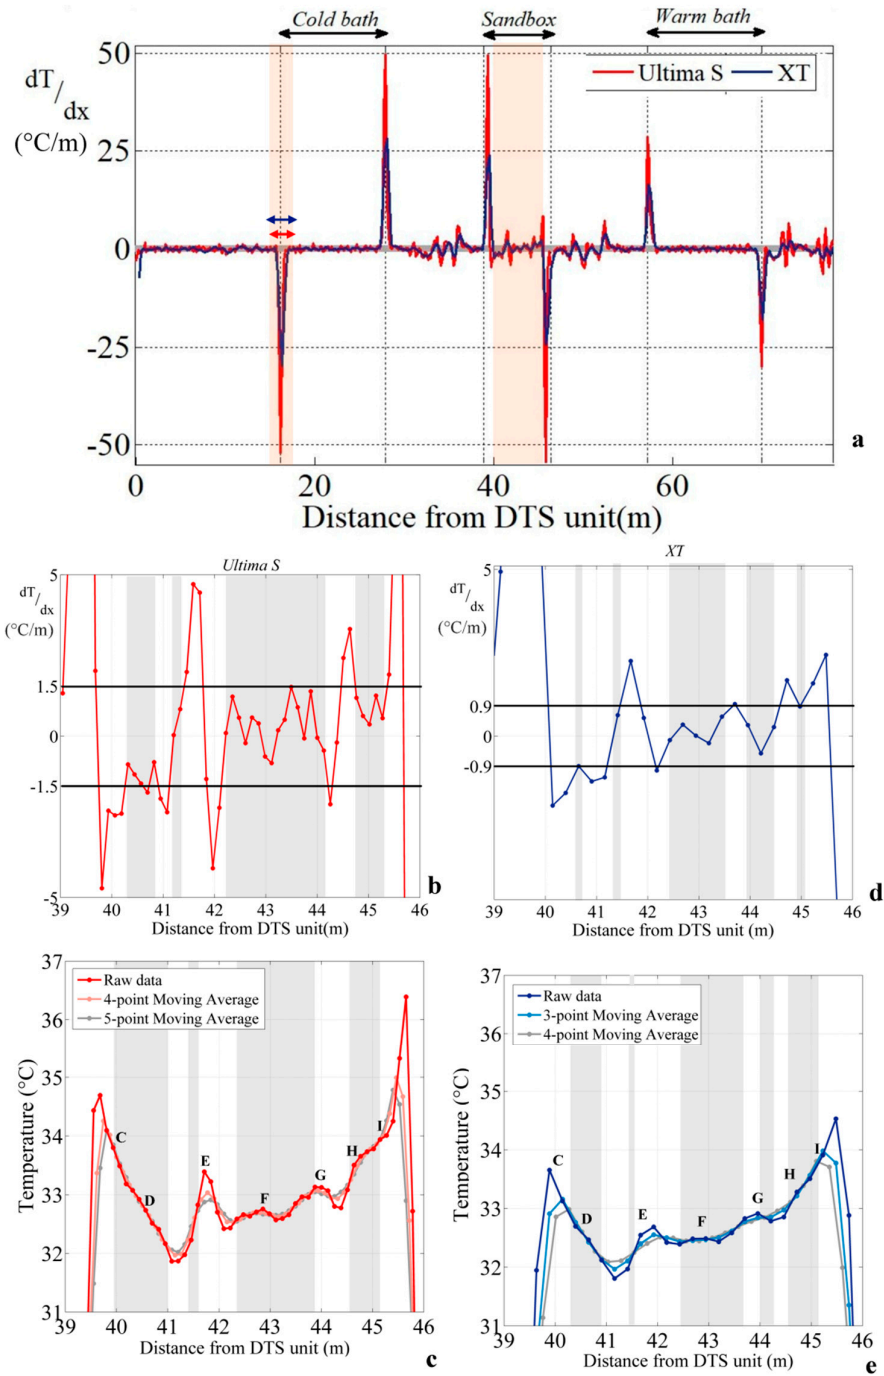 Cold bath Sandbox Warm bath
50
dT/dx
(°C/m)
Ultima S XT
25
0
-25
-50
a
0 20 40 60
Distance from DTS unit(m)
Ultima S
5
dT/dx
(°C/m)
1.5
0
-1.5
-5
b
39 40 41 42 43 44 45 46
Distance from DTS unit(m)
XT
5
dT/dx
(°C/m)
0.9
0
-0.9
d
39 40 41 42 43 44 45 46
Distance from DTS unit (m)
37
Raw data
4-point Moving Average
5-point Moving Average
36
35
34
33
32
31
Temperature (°C)
C
D
E
F
G
H
I
39 40 41 42 43 44 45 46
Distance from DTS unit (m)
c
37
Raw data
3-point Moving Average
4-point Moving Average
36
35
34
33
32
31
Temperature (°C)
C
D
E
F
G
H
I
39 40 41 42 43 44 45 46
Distance from DTS unit (m)
e